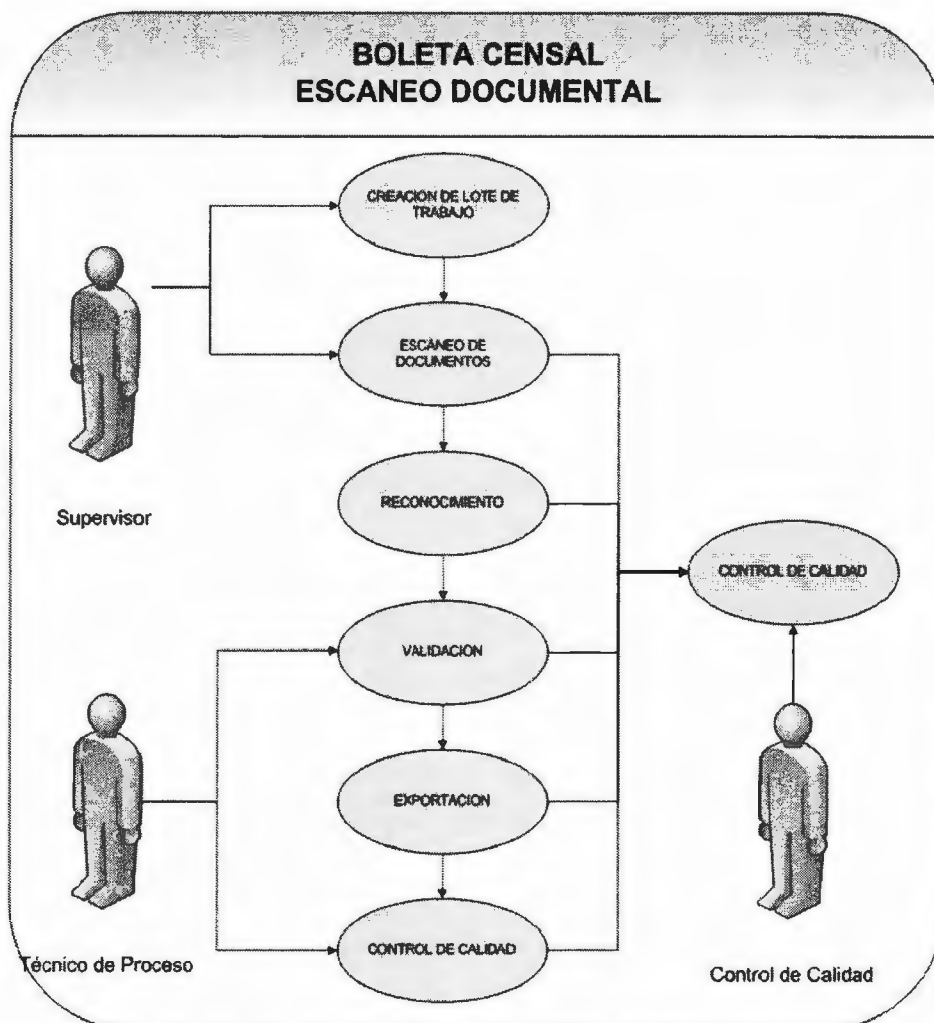 BOLETA CENSAL
ESCANEO DOCUMENTAL
CREACION DE LOTE DE
TRABAJO
ESCANEO DE
DOCUMENTOS
Supervisor
RECONOCIMIENTO
CONTROL DE CALIDAD
VALIDACION
EXPORTACION
Técnico de Proceso
CONTROL DE CALIDAD
Control de Calidad